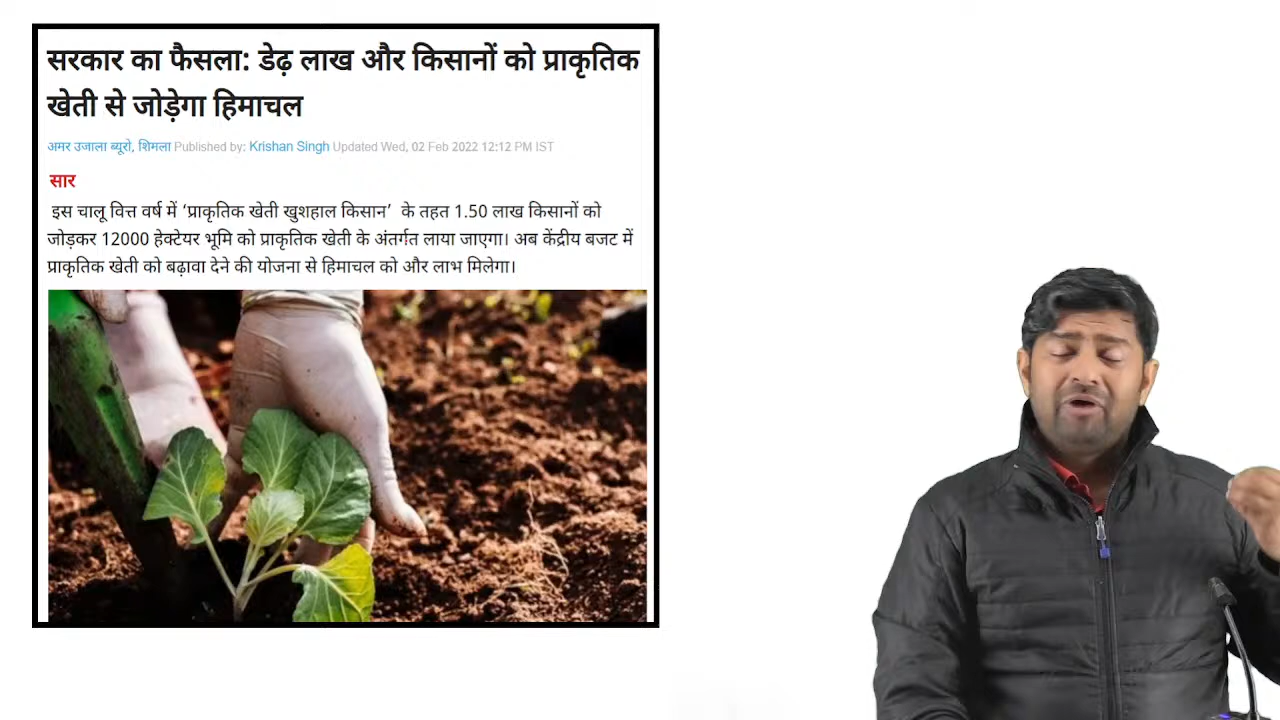 सरकार का फैसला: डेढ़ लाख और किसानों को प्राकृतिक
खेती से जोड़ेगा हिमाचल
अमर उजाला ब्यूरो, शिमला Published by: Krishan Singh Updated Wed, 02 Feb 2022 12:12 PM IST
सार
इस चालू वित्त वर्ष में ‘प्राकृतिक खेती खुशहाल किसान’ के तहत 1.50 लाख किसानों को
जोड़कर 12000 हेक्टेयर भूमि को प्राकृतिक खेती के अंतर्गत लाया जाएगा। अब केंद्रीय बजट में
प्राकृतिक खेती को बढ़ावा देने की योजना से हिमाचल को और लाभ मिलेगा।